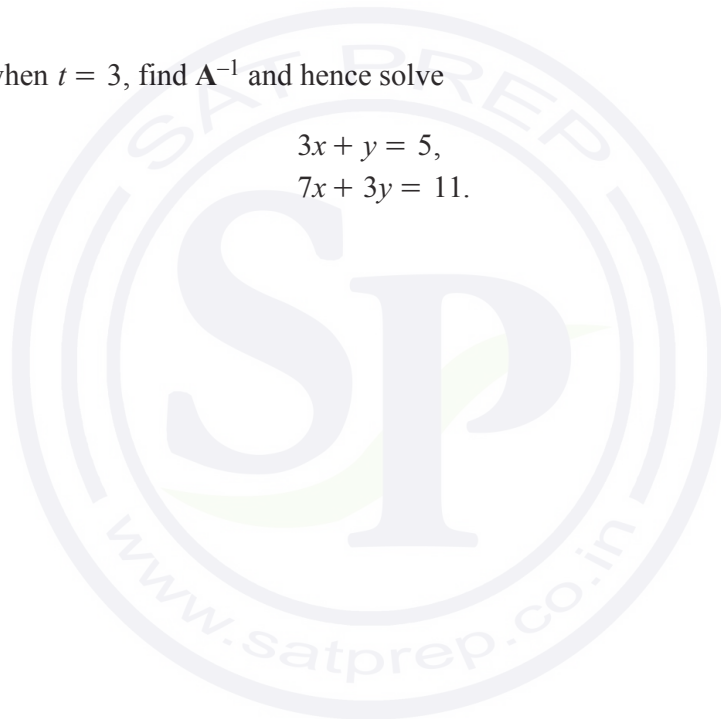 when t = 3, find A⁻¹ and hence solve
3x + y = 5,
7x + 3y = 11.
SAT PREP
SP
www.satprep.co.in